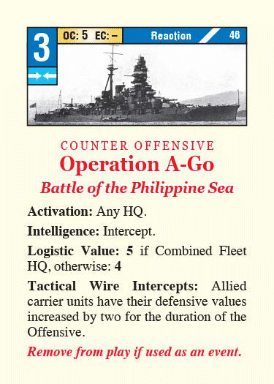 3
OC: 5 EC: –
Reaction
46
COUNTER OFFENSIVE
Operation A-Go
Battle of the Philippine Sea
Activation: Any HQ.
Intelligence: Intercept.
Logistic Value: 5 if Combined Fleet
HQ, otherwise: 4
Tactical Wire Intercepts: Allied
carrier units have their defensive values
increased by two for the duration of the
Offensive.
Remove from play if used as an event.